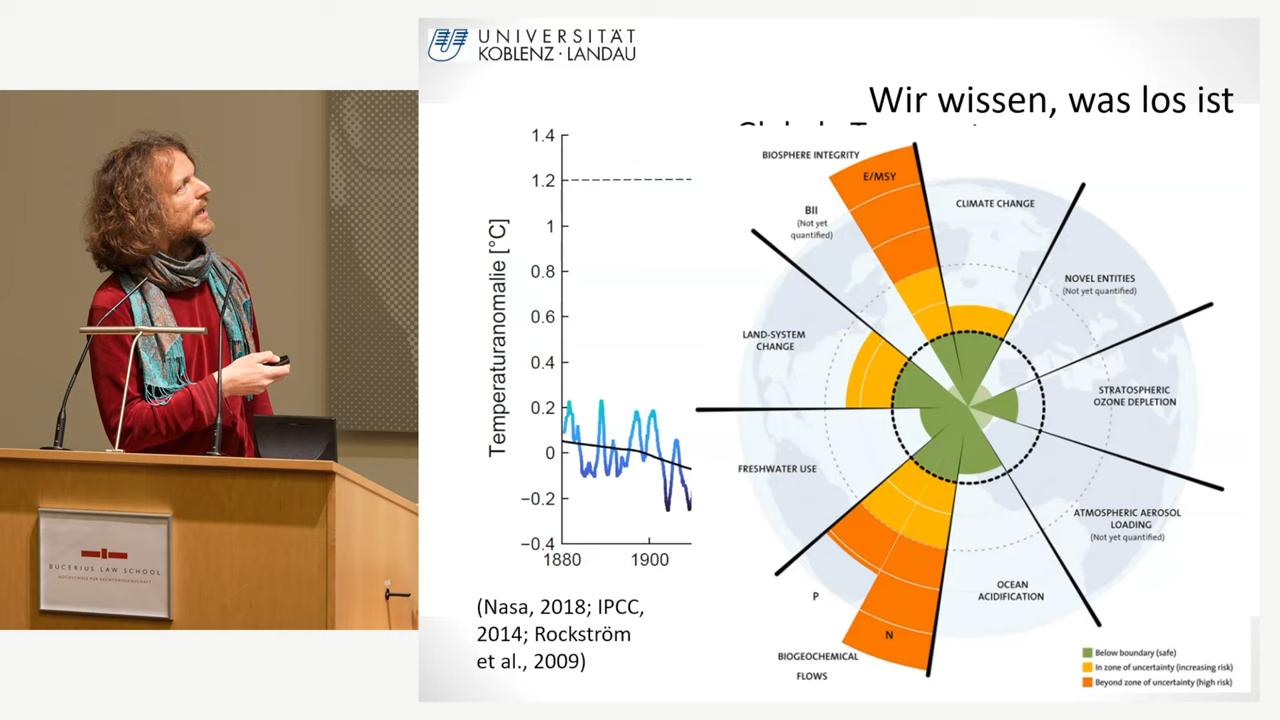 UNIVERSITÄT
KOBLENZ · LANDAU
Wir wissen, was los ist
Temperaturanomalie [°C]
1.4
1.2
1
0.8
0.6
0.4
0.2
0
−0.2
−0.4
1880
1900
(Nasa, 2018; IPCC,
2014; Rockström
et al., 2009)
BIOSPHERE INTEGRITY
E/MSY
BII
(Not yet
quantified)
CLIMATE CHANGE
NOVEL ENTITIES
(Not yet quantified)
LAND-SYSTEM
CHANGE
STRATOSPHERIC
OZONE DEPLETION
FRESHWATER USE
ATMOSPHERIC AEROSOL
LOADING
(Not yet quantified)
OCEAN
ACIDIFICATION
P
N
BIOGEOCHEMICAL
FLOWS
Below boundary (safe)
In zone of uncertainty (increasing risk)
Beyond zone of uncertainty (high risk)
BUCERIUS LAW SCHOOL
HOCHSCHULE FÜR RECHTSWISSENSCHAFT